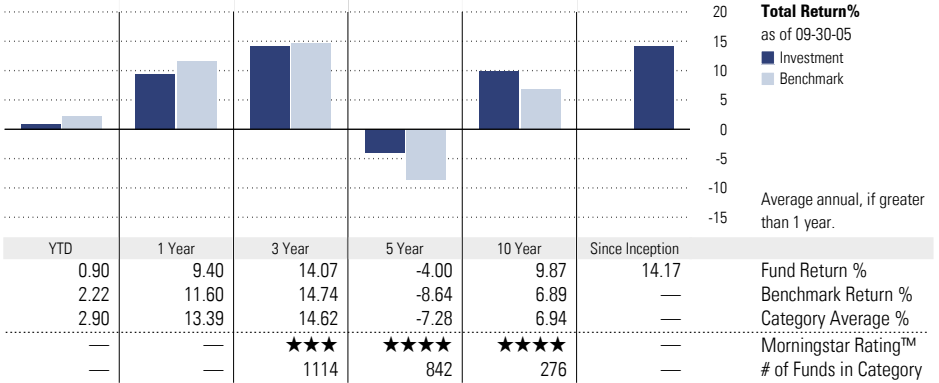 20
15
10
5
0
-5
-10
-15
Total Return%
as of 09-30-05
Investment
Benchmark
Average annual, if greater
than 1 year.
YTD 1 Year 3 Year 5 Year 10 Year Since Inception
0.90 9.40 14.07 -4.00 9.87 14.17 Fund Return %
2.22 11.60 14.74 -8.64 6.89 — Benchmark Return %
2.90 13.39 14.62 -7.28 6.94 — Category Average %
— — ★★★ ★★★★ ★★★★ — Morningstar Rating™
— — 1114 842 276 — # of Funds in Category